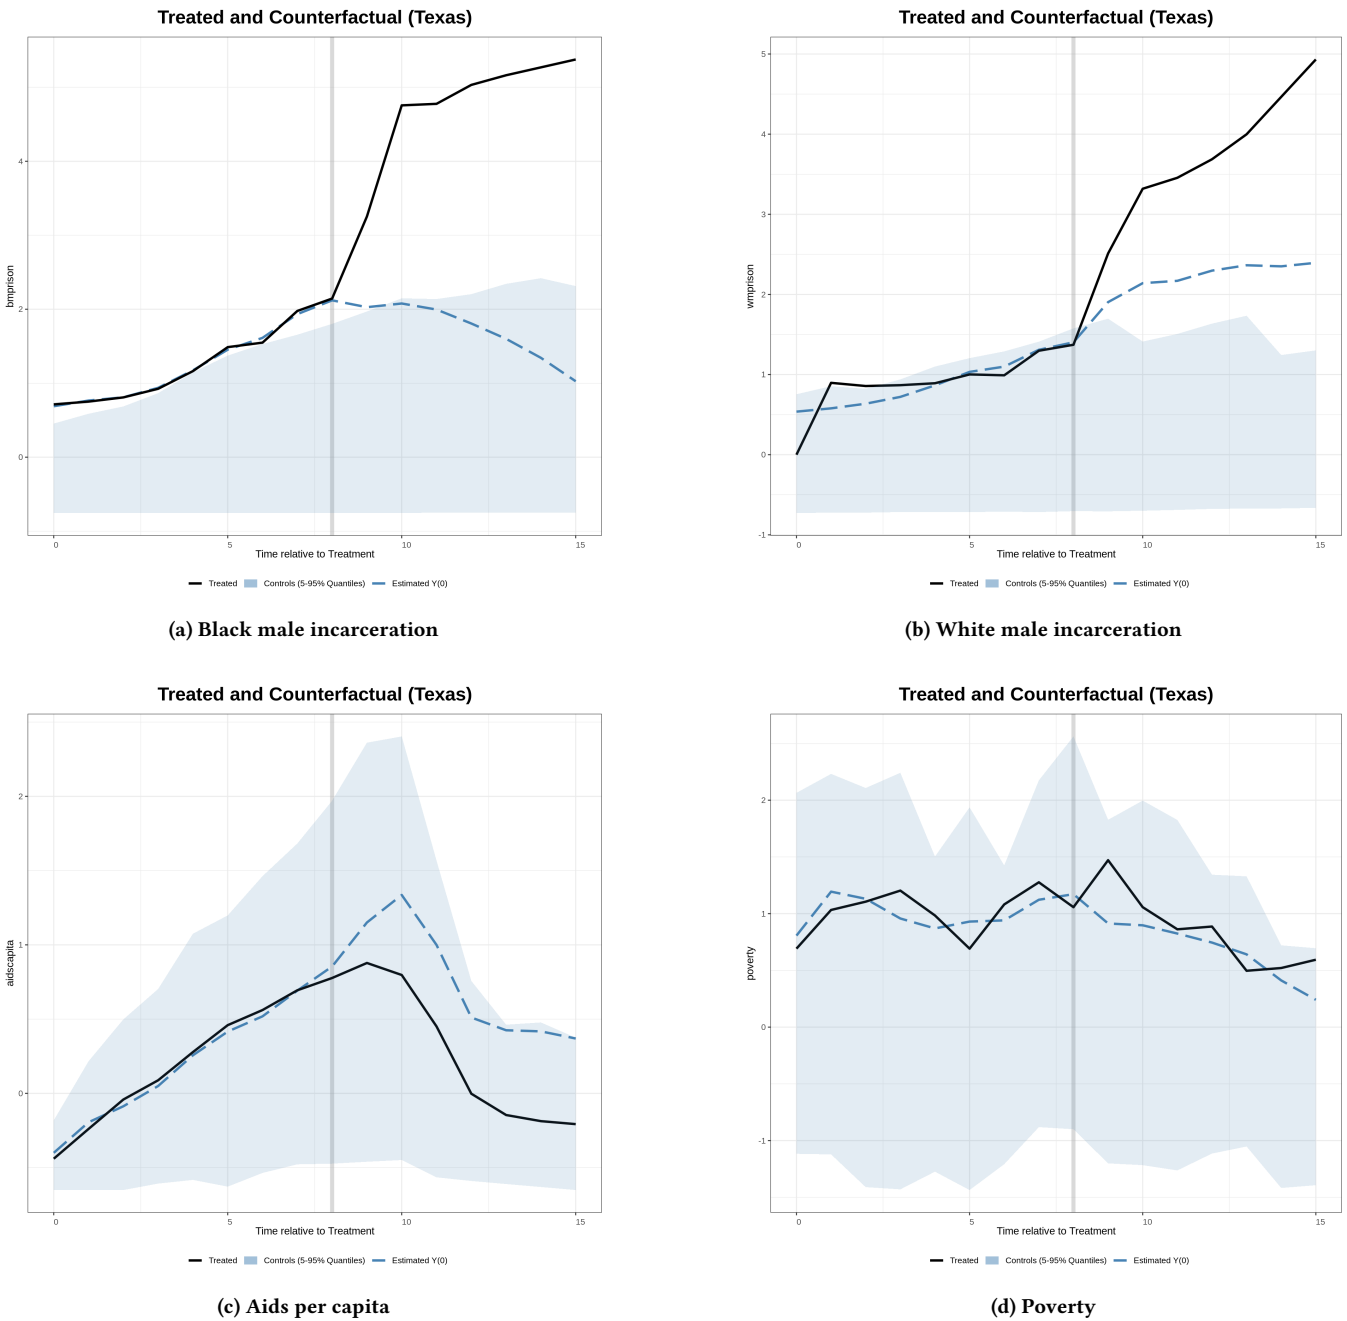 Treated and Counterfactual (Texas)
bmprison
4
2
0
0 5 10 15
Time relative to Treatment
Treated Controls (5-95% Quantiles) Estimated Y(0)
(a) Black male incarceration
Treated and Counterfactual (Texas)
wmprison
5
4
3
2
1
0
-1
0 5 10 15
Time relative to Treatment
Treated Controls (5-95% Quantiles) Estimated Y(0)
(b) White male incarceration
Treated and Counterfactual (Texas)
aidscapita
2
1
0
0 5 10 15
Time relative to Treatment
Treated Controls (5-95% Quantiles) Estimated Y(0)
(c) Aids per capita
Treated and Counterfactual (Texas)
poverty
2
1
0
-1
0 5 10 15
Time relative to Treatment
Treated Controls (5-95% Quantiles) Estimated Y(0)
(d) Poverty